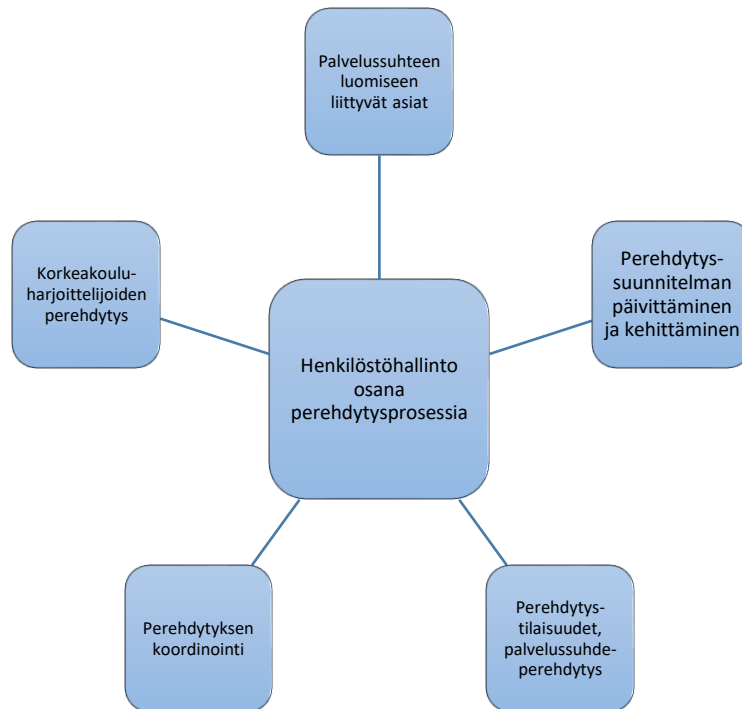 Palvelussuhteen
luomiseen
liittyvät asiat
Korkeakoulu-
harjoittelijoiden
perehdytys
Perehdytys-
suunnitelman
päivittäminen
ja kehittäminen
Henkilöstöhallinto
osana
perehdytysprosessia
Perehdytyksen
koordinointi
Perehdytys-
tilaisuudet,
palvelussuhde-
perehdytys